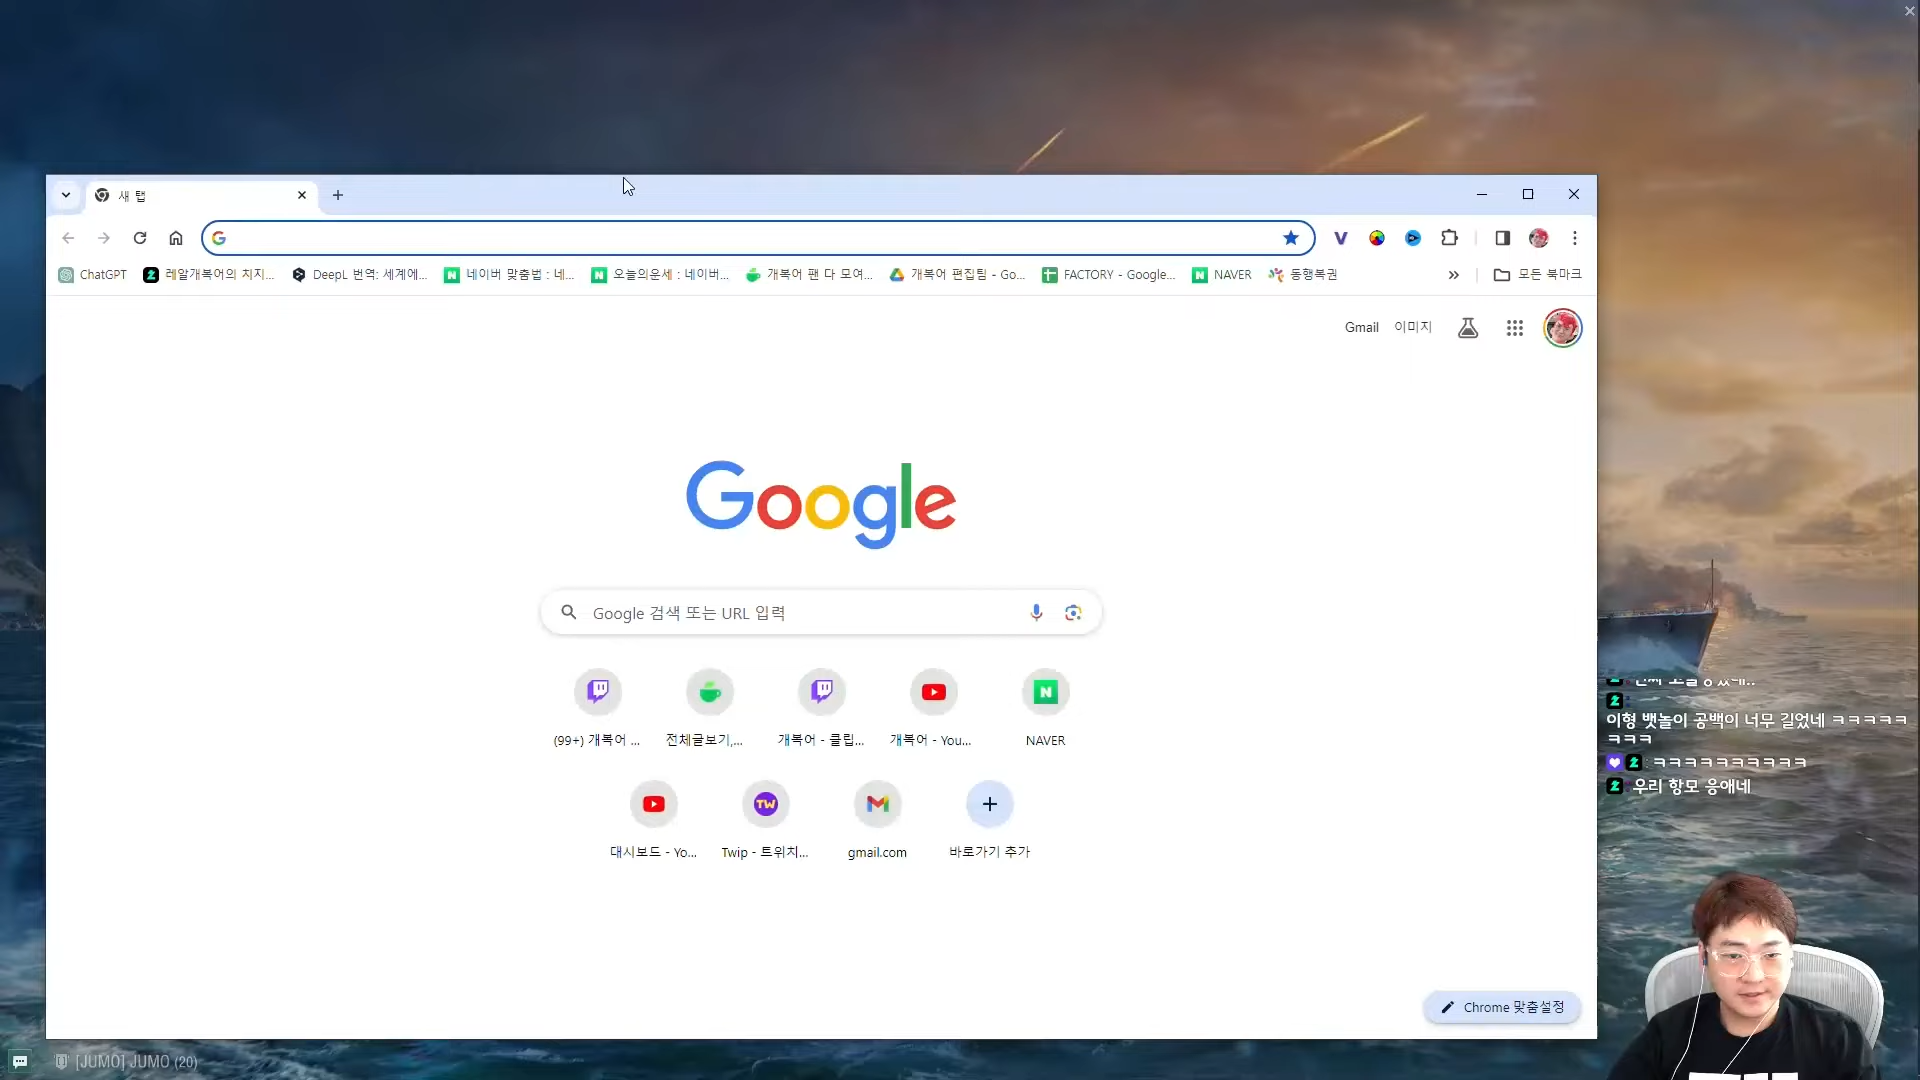 새 탭
ChatGPT
레알개복어의 치지...
DeepL 번역: 세계에...
네이버 맞춤법 : 네...
오늘의운세 : 네이버...
개복어 팬 다 모여...
개복어 편집팀 - Go...
FACTORY - Google...
NAVER
동행복권
모든 북마크
Gmail
이미지
Google
Google 검색 또는 URL 입력
(99+) 개복어 ...
전체글보기,...
개복어 - 클립...
개복어 - You...
NAVER
대시보드 - Yo...
Twip - 트위치...
gmail.com
바로가기 추가
이형 뱃놀이 공백이 너무 길었네 ㅋㅋㅋㅋㅋ
ㅋㅋㅋ
: ㅋㅋㅋㅋㅋㅋㅋㅋㅋㅋ
: 우리 항모 응애네
Chrome 맞춤설정
[JUMO] JUMO (20)